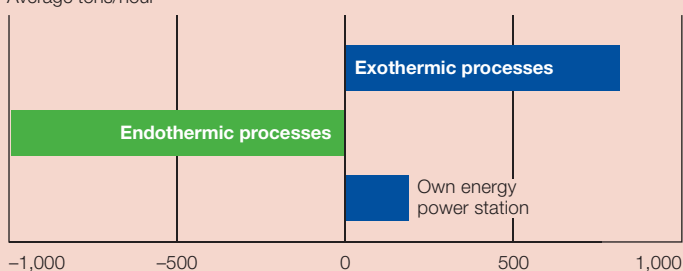 Average tons/hour
Exothermic processes
Endothermic processes
Own energy
power station
–1,000 –500 0 500 1,000